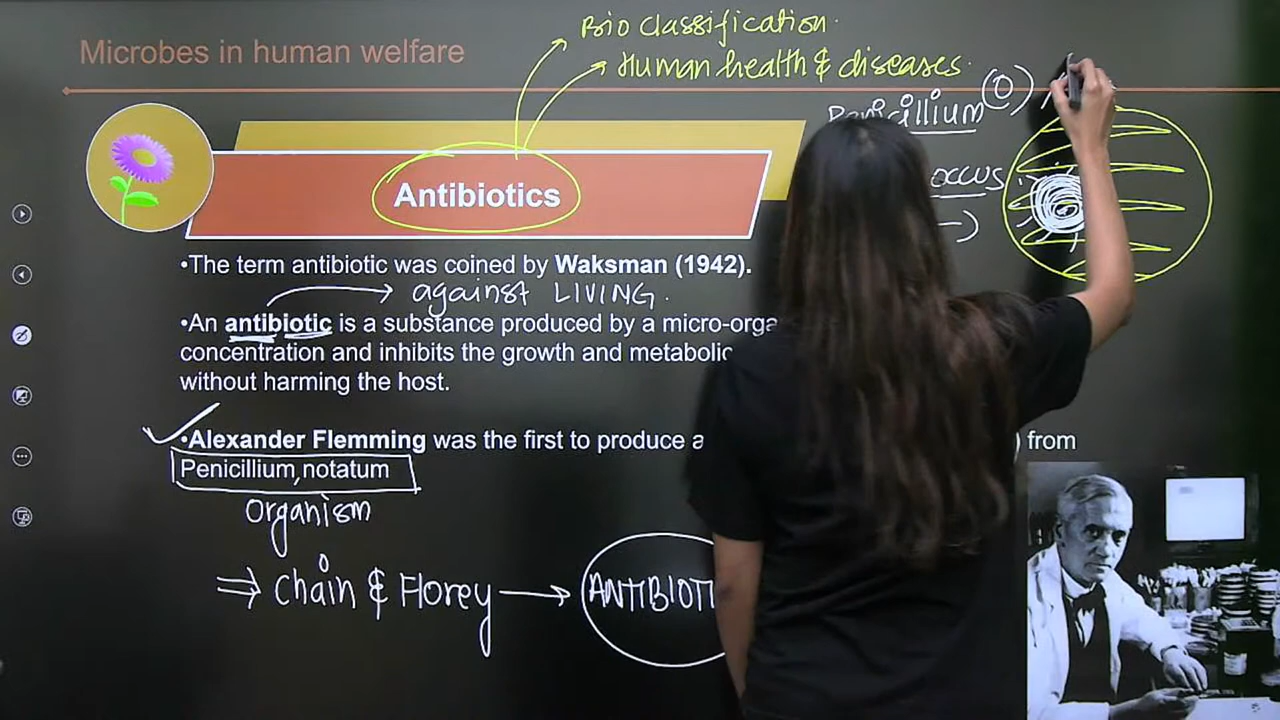 Bio classification
Human health & diseases.
Microbes in human welfare
Penicillium (O)
Antibiotics
occus
•The term antibiotic was coined by Waksman (1942).
against LIVING.
•An antibiotic is a substance produced by a micro-orga
concentration and inhibits the growth and metabolic
without harming the host.
•Alexander Flemming was the first to produce a from
Penicillium,notatum
organism
⇒ Chain & Florey → ANTIBIOTI